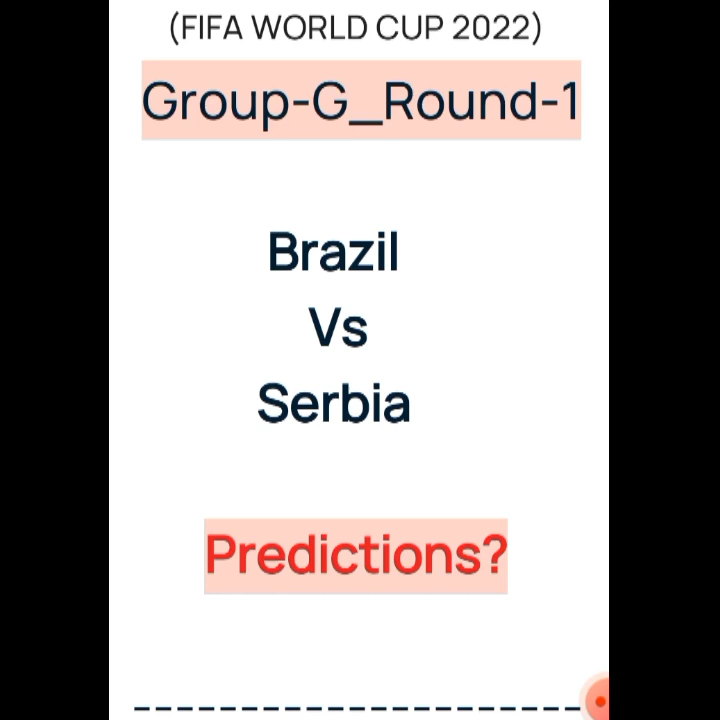 (FIFA WORLD CUP 2022)
Group-G_Round-1
Brazil
Vs
Serbia
Predictions?